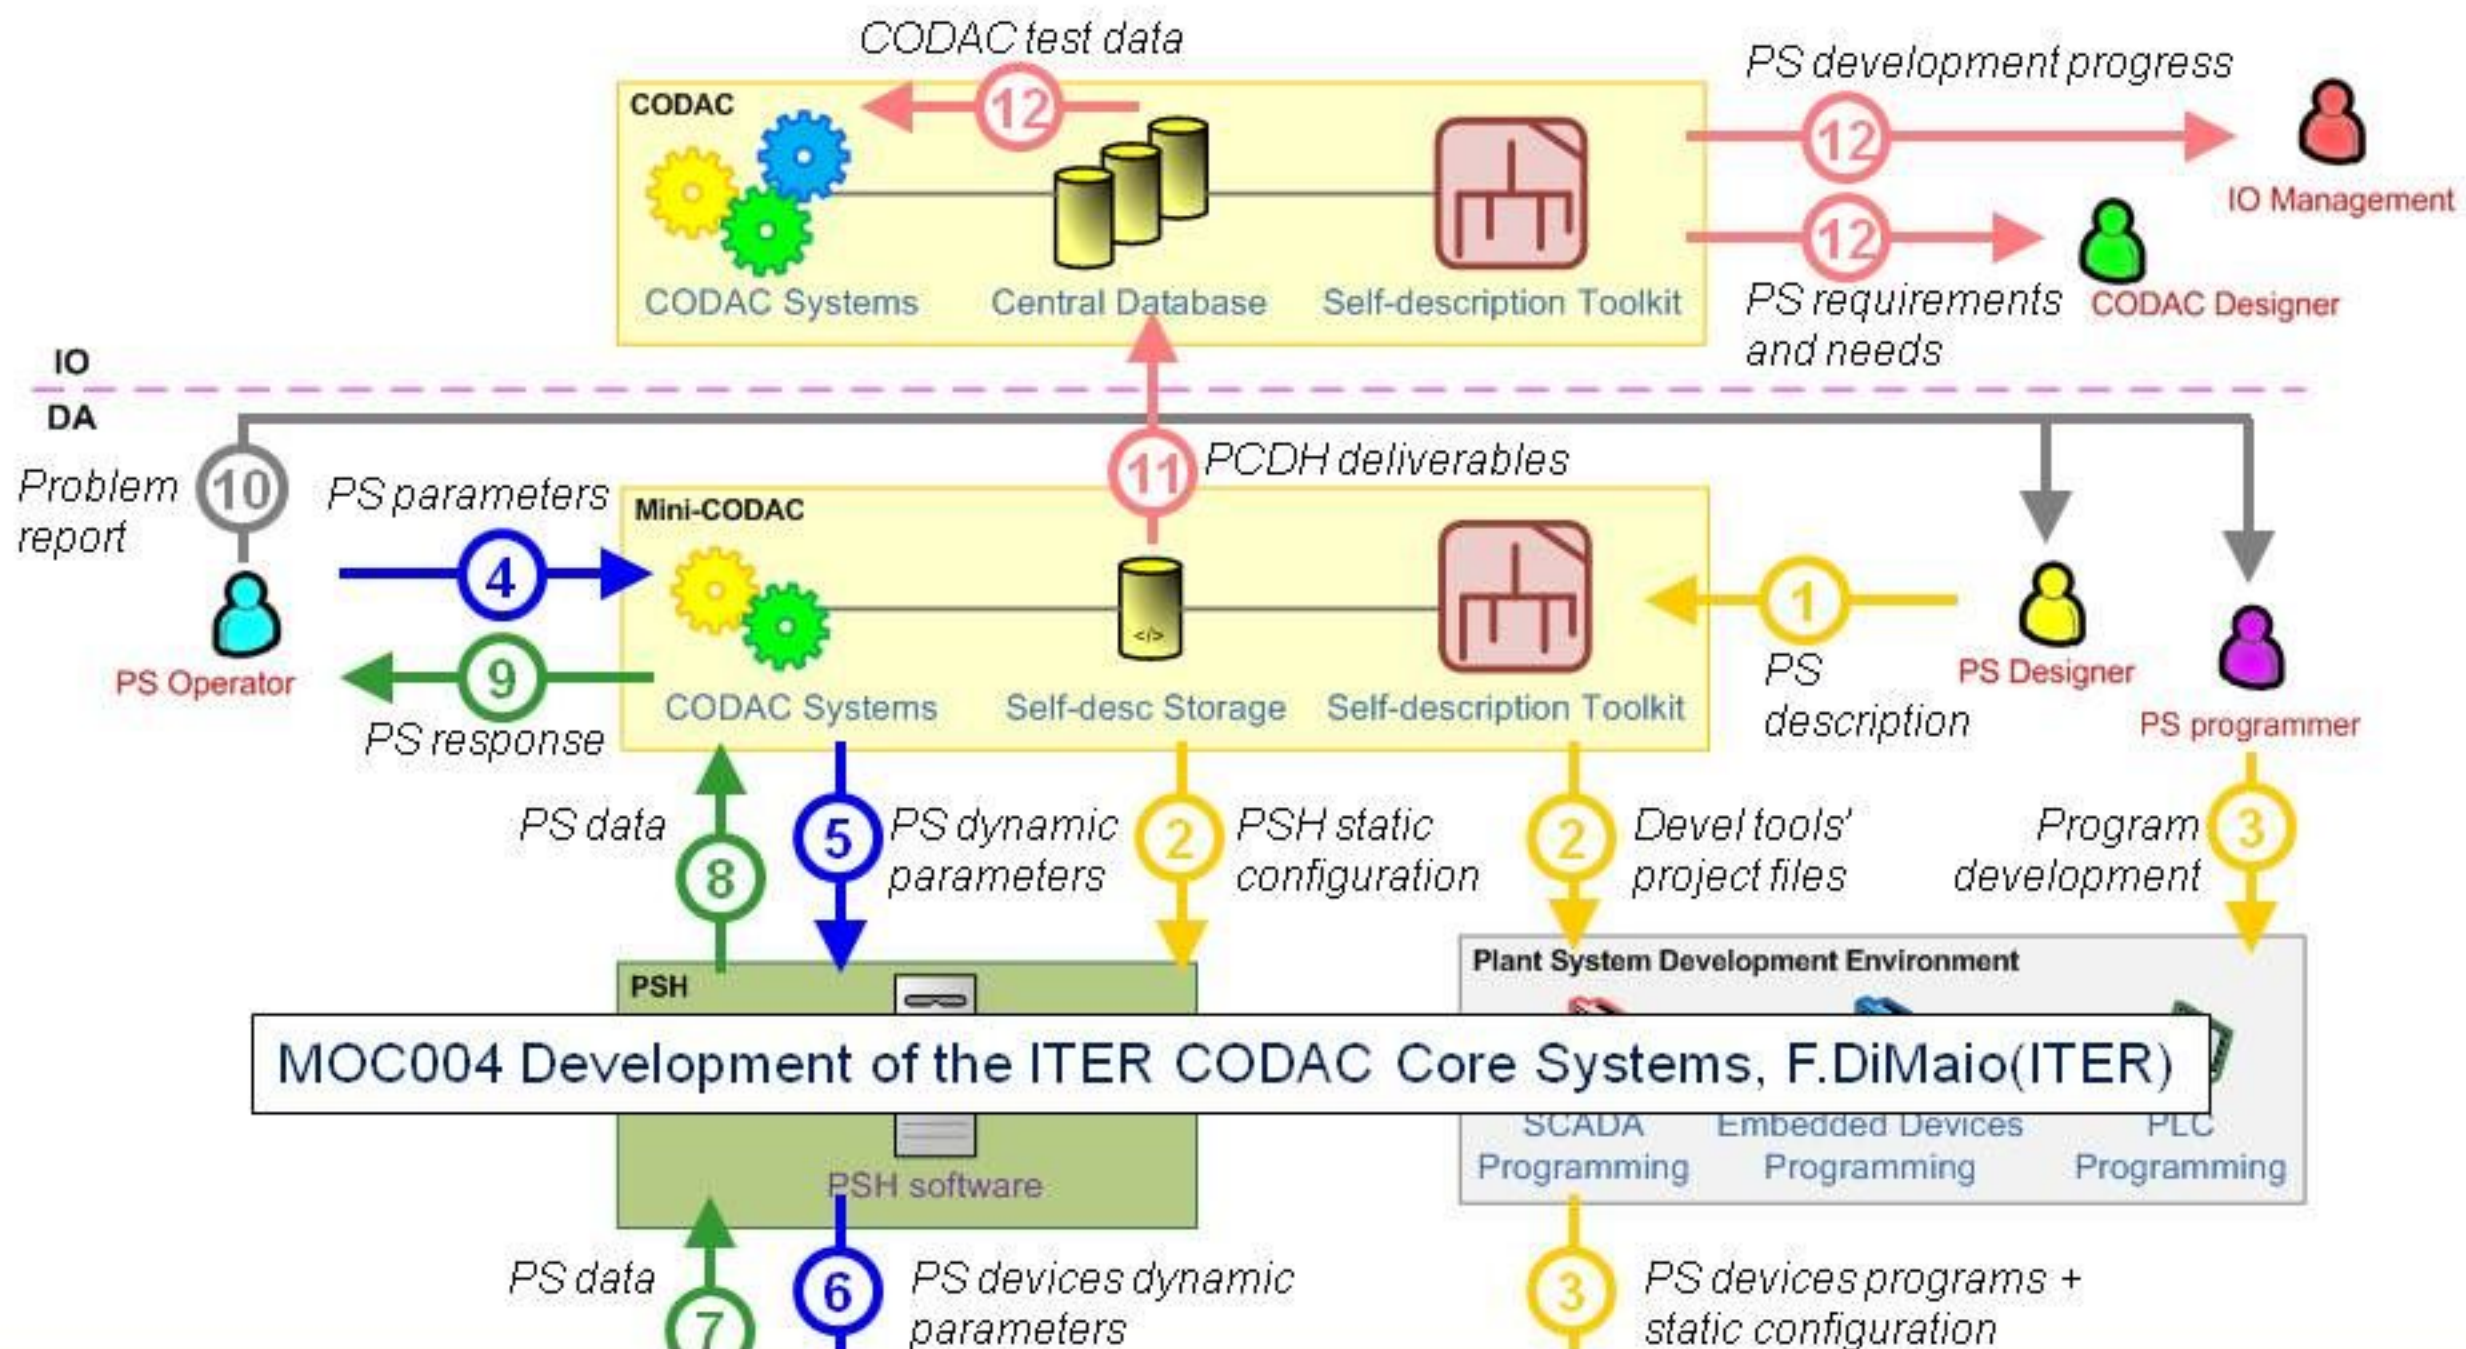 CODAC test data
PS development progress
CODAC
12
12
IO Management
12
CODAC Systems
Central Database
Self-description Toolkit
PS requirements
and needs
CODAC Designer
IO
DA
Problem
report
10
PS parameters
11
PCDH deliverables
Mini-CODAC
4
1
</>
9
PS Operator
PS response
CODAC Systems
Self-desc Storage
Self-description Toolkit
PS
description
PS Designer
PS programmer
PS data
8
5
PS dynamic
parameters
2
PSH static
configuration
2
Devel tools'
project files
Program
development
3
PSH
Plant System Development Environment
MOC004 Development of the ITER CODAC Core Systems, F.DiMaio(ITER)
SCADA
Programming
Embedded Devices
Programming
PLC
Programming
PSH software
PS data
7
6
PS devices dynamic
parameters
3
PS devices programs +
static configuration